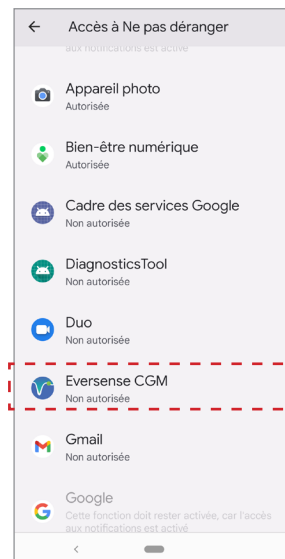 Accès à Ne pas déranger
aux notifications est activé
Appareil photo
Autorisée
Bien-être numérique
Autorisée
Cadre des services Google
Non autorisée
DiagnosticsTool
Non autorisée
Duo
Non autorisée
Eversense CGM
Non autorisée
Gmail
Non autorisée
Google
Cette fonction doit rester activée, car l'accès
aux notifications est activé